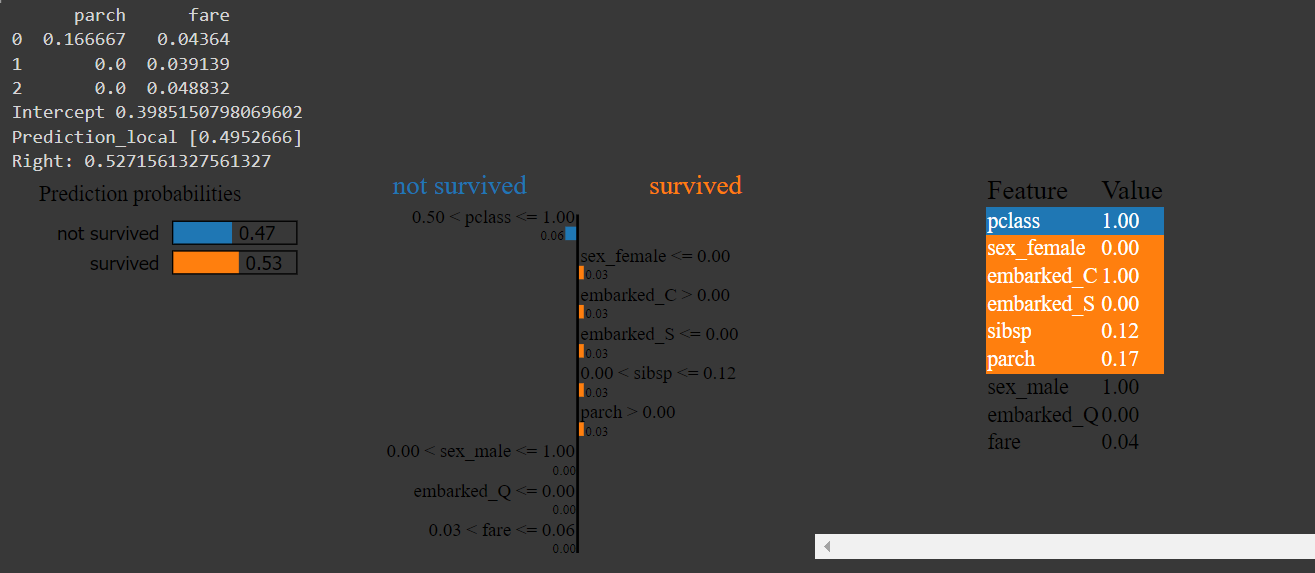 parch fare
0 0.166667 0.04364
1 0.0 0.039139
2 0.0 0.048832
Intercept 0.3985150798069602
Prediction_local [0.4952666]
Right: 0.5271561327561327
Prediction probabilities
not survived 0.47
survived 0.53
not survived survived
0.50 < pclass <= 1.00
0.06
sex_female <= 0.00
0.03
embarked_C > 0.00
0.03
embarked_S <= 0.00
0.03
0.00 < sibsp <= 0.12
0.03
parch > 0.00
0.03
0.00 < sex_male <= 1.00
0.00
embarked_Q <= 0.00
0.00
0.03 < fare <= 0.06
0.00
Feature Value
pclass 1.00
sex_female 0.00
embarked_C 1.00
embarked_S 0.00
sibsp 0.12
parch 0.17
sex_male 1.00
embarked_Q 0.00
fare 0.04